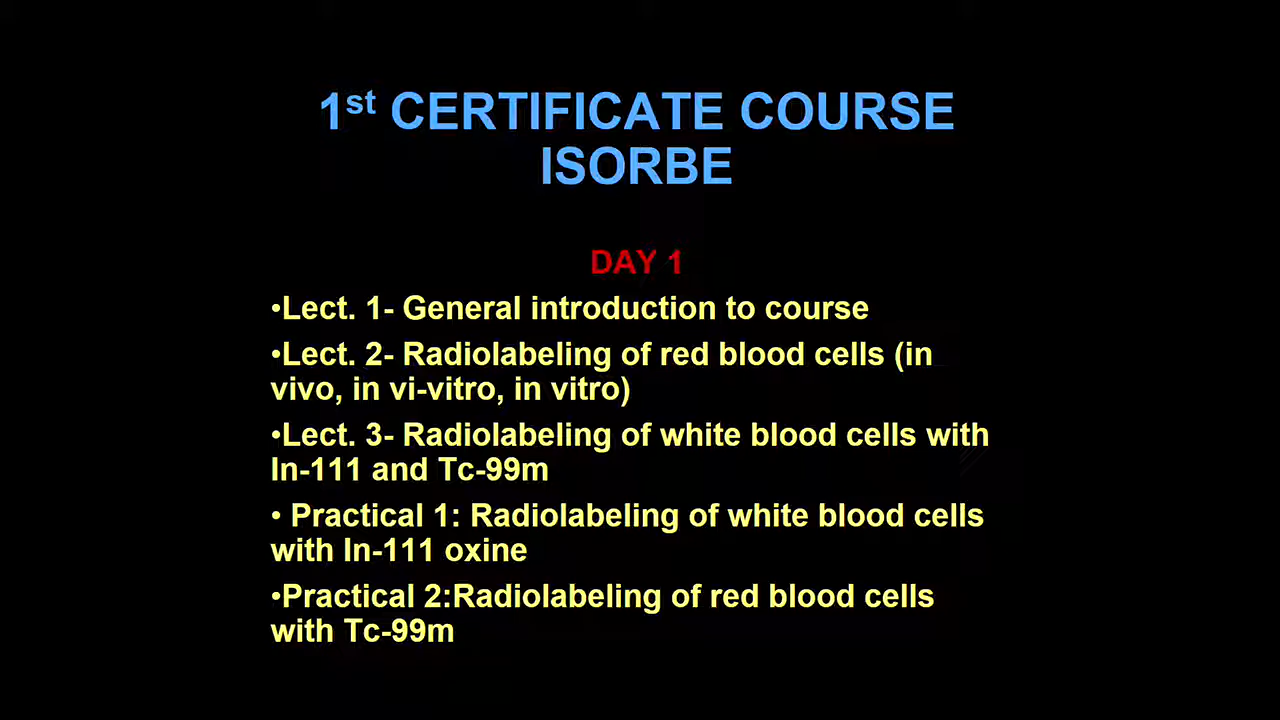 1st CERTIFICATE COURSE
ISORBE
DAY 1
•Lect. 1- General introduction to course
•Lect. 2- Radiolabeling of red blood cells (in
vivo, in vi-vitro, in vitro)
•Lect. 3- Radiolabeling of white blood cells with
In-111 and Tc-99m
• Practical 1: Radiolabeling of white blood cells
with In-111 oxine
•Practical 2:Radiolabeling of red blood cells
with Tc-99m